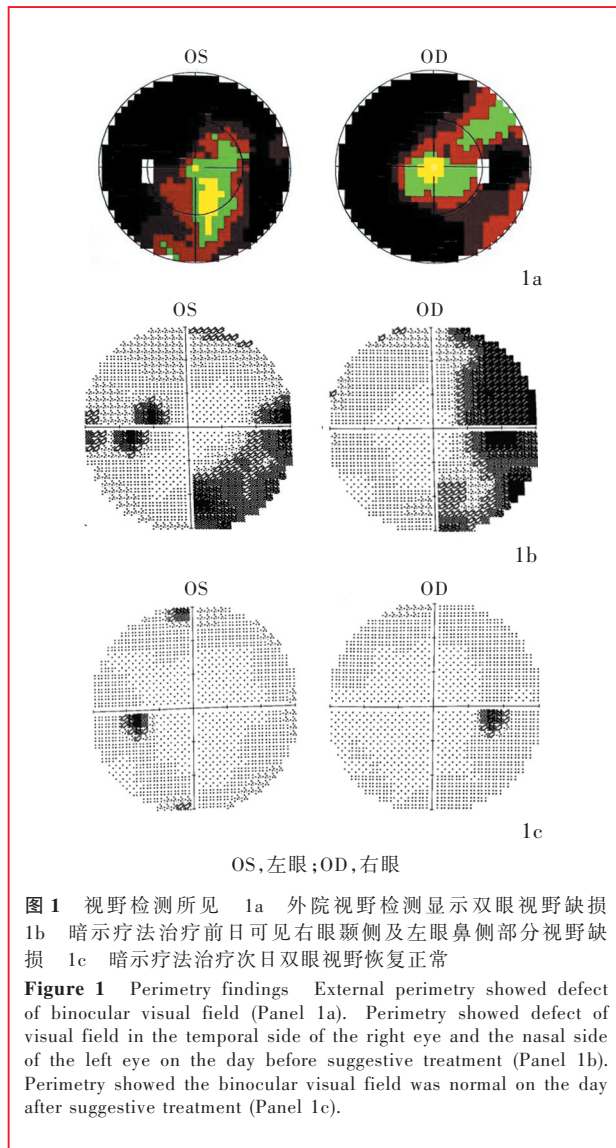 OS OD
1a
OS OD
1b
OS OD
1c
OS,左眼;OD,右眼
图1 视野检测所见 1a 外院视野检测显示双眼视野缺损
1b 暗示疗法治疗前日可见右眼颞侧及左眼鼻侧部分视野缺
损 1c 暗示疗法治疗次日双眼视野恢复正常
Figure 1 Perimetry findings External perimetry showed defect
of binocular visual field (Panel 1a). Perimetry showed defect of
visual field in the temporal side of the right eye and the nasal side
of the left eye on the day before suggestive treatment (Panel 1b).
Perimetry showed the binocular visual field was normal on the day
after suggestive treatment (Panel 1c).